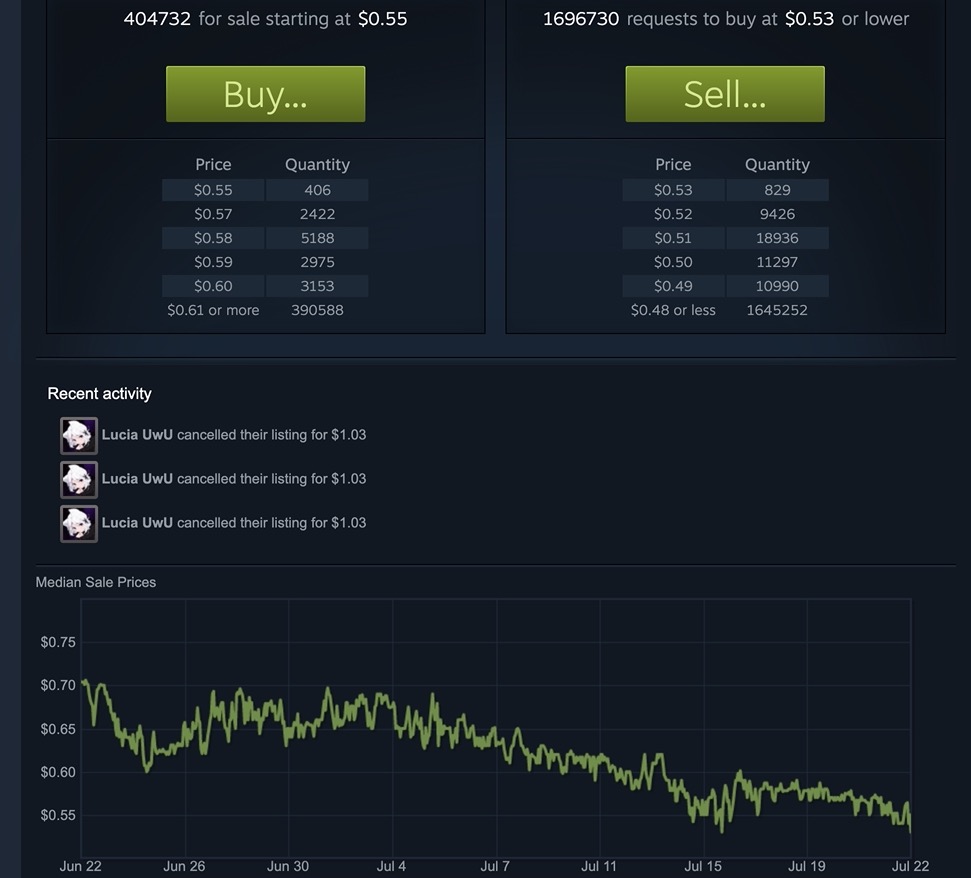 404732 for sale starting at $0.55
1696730 requests to buy at $0.53 or lower
Buy...
Sell...
Price Quantity
$0.55 406
$0.57 2422
$0.58 5188
$0.59 2975
$0.60 3153
$0.61 or more 390588
Price Quantity
$0.53 829
$0.52 9426
$0.51 18936
$0.50 11297
$0.49 10990
$0.48 or less 1645252
Recent activity
Lucia UwU cancelled their listing for $1.03
Lucia UwU cancelled their listing for $1.03
Lucia UwU cancelled their listing for $1.03
Median Sale Prices
$0.75
$0.70
$0.65
$0.60
$0.55
Jun 22 Jun 26 Jun 30 Jul 4 Jul 7 Jul 11 Jul 15 Jul 19 Jul 22